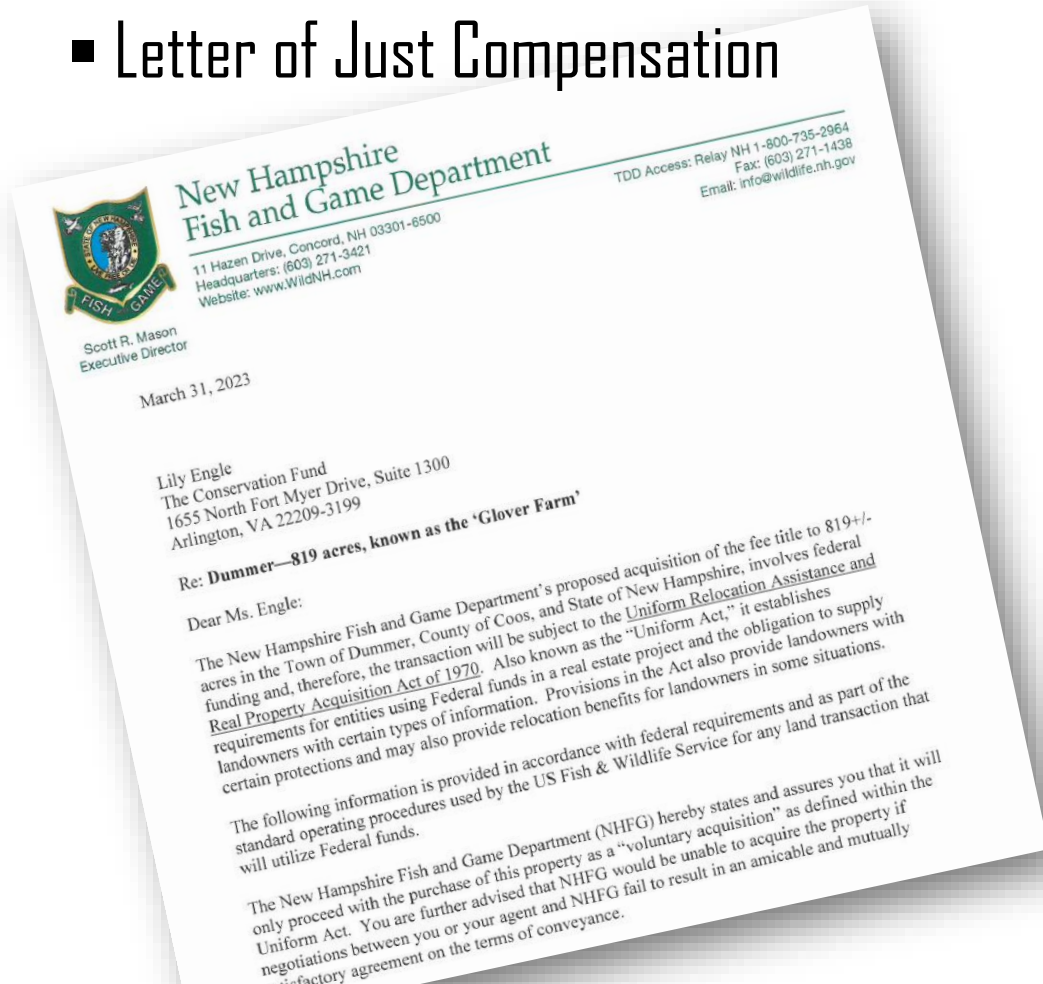 ▪ Letter of Just Compensation
New Hampshire
Fish and Game Department
11 Hazen Drive, Concord, NH 03301-6500
Headquarters: (603) 271-3421
Website: www.WildNH.com
TDD Access: Relay NH 1-800-735-2964
Fax: (603) 271-1438
Email: info@wildlife.nh.gov
FISH GAME
Scott R. Mason
Executive Director
March 31, 2023
Lily Engle
The Conservation Fund
1655 North Fort Myer Drive, Suite 1300
Arlington, VA 22209-3199
Re: Dummer—819 acres, known as the ‘Glover Farm’
Dear Ms. Engle:
The New Hampshire Fish and Game Department’s proposed acquisition of the fee title to 819+/-
acres in the Town of Dummer, County of Coos, and State of New Hampshire, involves federal
funding and, therefore, the transaction will be subject to the Uniform Relocation Assistance and
Real Property Acquisition Act of 1970. Also known as the “Uniform Act,” it establishes
requirements for entities using Federal funds in a real estate project and the obligation to supply
landowners with certain types of information. Provisions in the Act also provide landowners with
certain protections and may also provide relocation benefits for landowners in some situations.
The following information is provided in accordance with federal requirements and as part of the
standard operating procedures used by the US Fish & Wildlife Service for any land transaction that
will utilize Federal funds.
The New Hampshire Fish and Game Department (NHFG) hereby states and assures you that it will
only proceed with the purchase of this property as a “voluntary acquisition” as defined within the
Uniform Act. You are further advised that NHFG would be unable to acquire the property if
negotiations between you or your agent and NHFG fail to result in an amicable and mutually
agreement on the terms of conveyance.